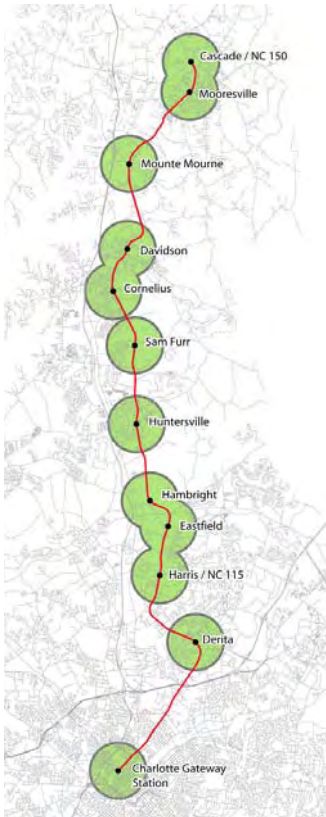 Cascade / NC 150
Mooresville
Mounte Mourne
Davidson
Cornelius
Sam Furr
Huntersville
Hambright
Eastfield
Harris / NC 115
Derita
Charlotte Gateway
Station